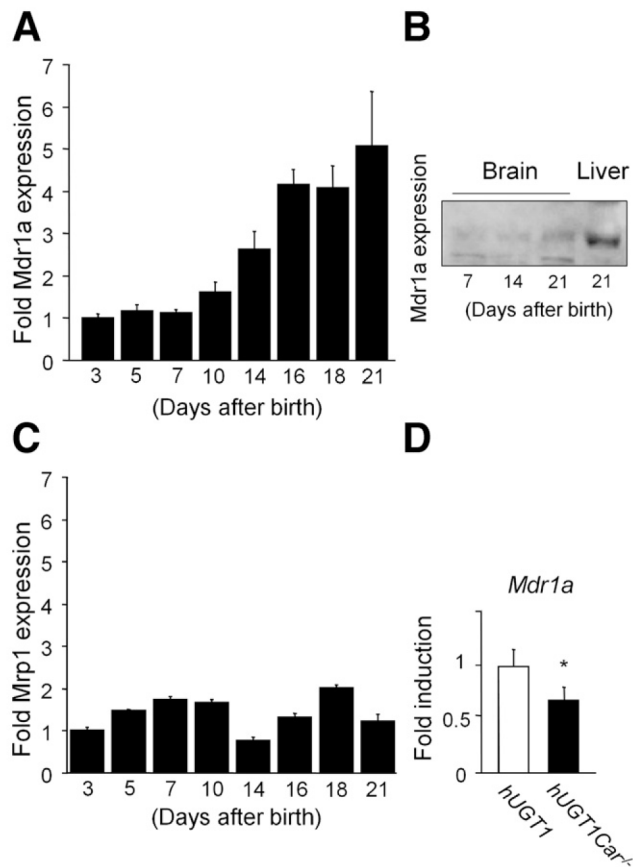 A
Fold Mdr1a expression
7
6
5
4
3
2
1
0
3 5 7 10 14 16 18 21
(Days after birth)
B
Mdr1a expression
Brain Liver
7 14 21 21
(Days after birth)
C
Fold Mrp1 expression
7
6
5
4
3
2
1
0
3 5 7 10 14 16 18 21
(Days after birth)
D
Mdr1a
Fold induction
1
0.5
0
*
hUGT1
hUGT1Car-/-